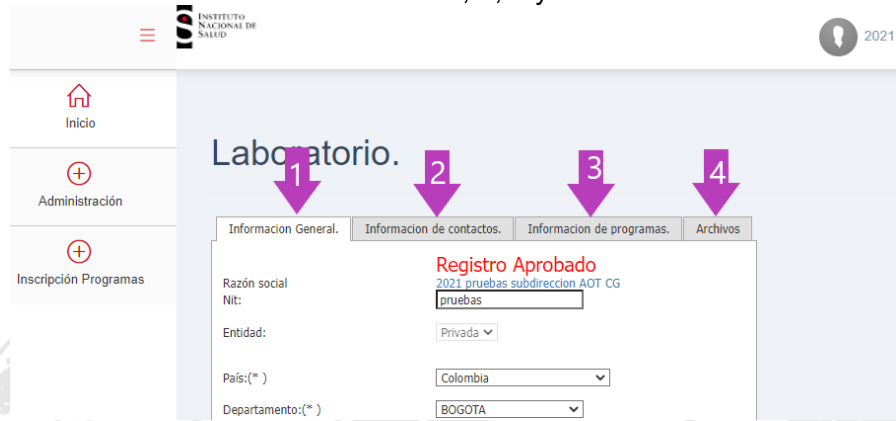 INSTITUTO
NACIONAL DE
SALUD
2021
Inicio
Administración
Inscripción Programas
Laboratorio.
1
2
3
4
Informacion General.
Informacion de contactos.
Informacion de programas.
Archivos
Registro Aprobado
Razón social
2021 pruebas subdireccion AOT CG
Nit:
pruebas
Entidad:
Privada
País:(* )
Colombia
Departamento:(* )
BOGOTA